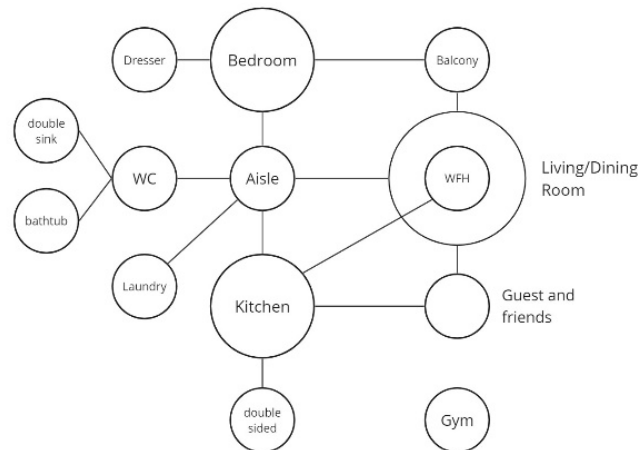 Dresser
Bedroom
Balcony
double
sink
WC
Aisle
WFH
Living/Dining
Room
bathtub
Laundry
Kitchen
Guest and
friends
double
sided
Gym